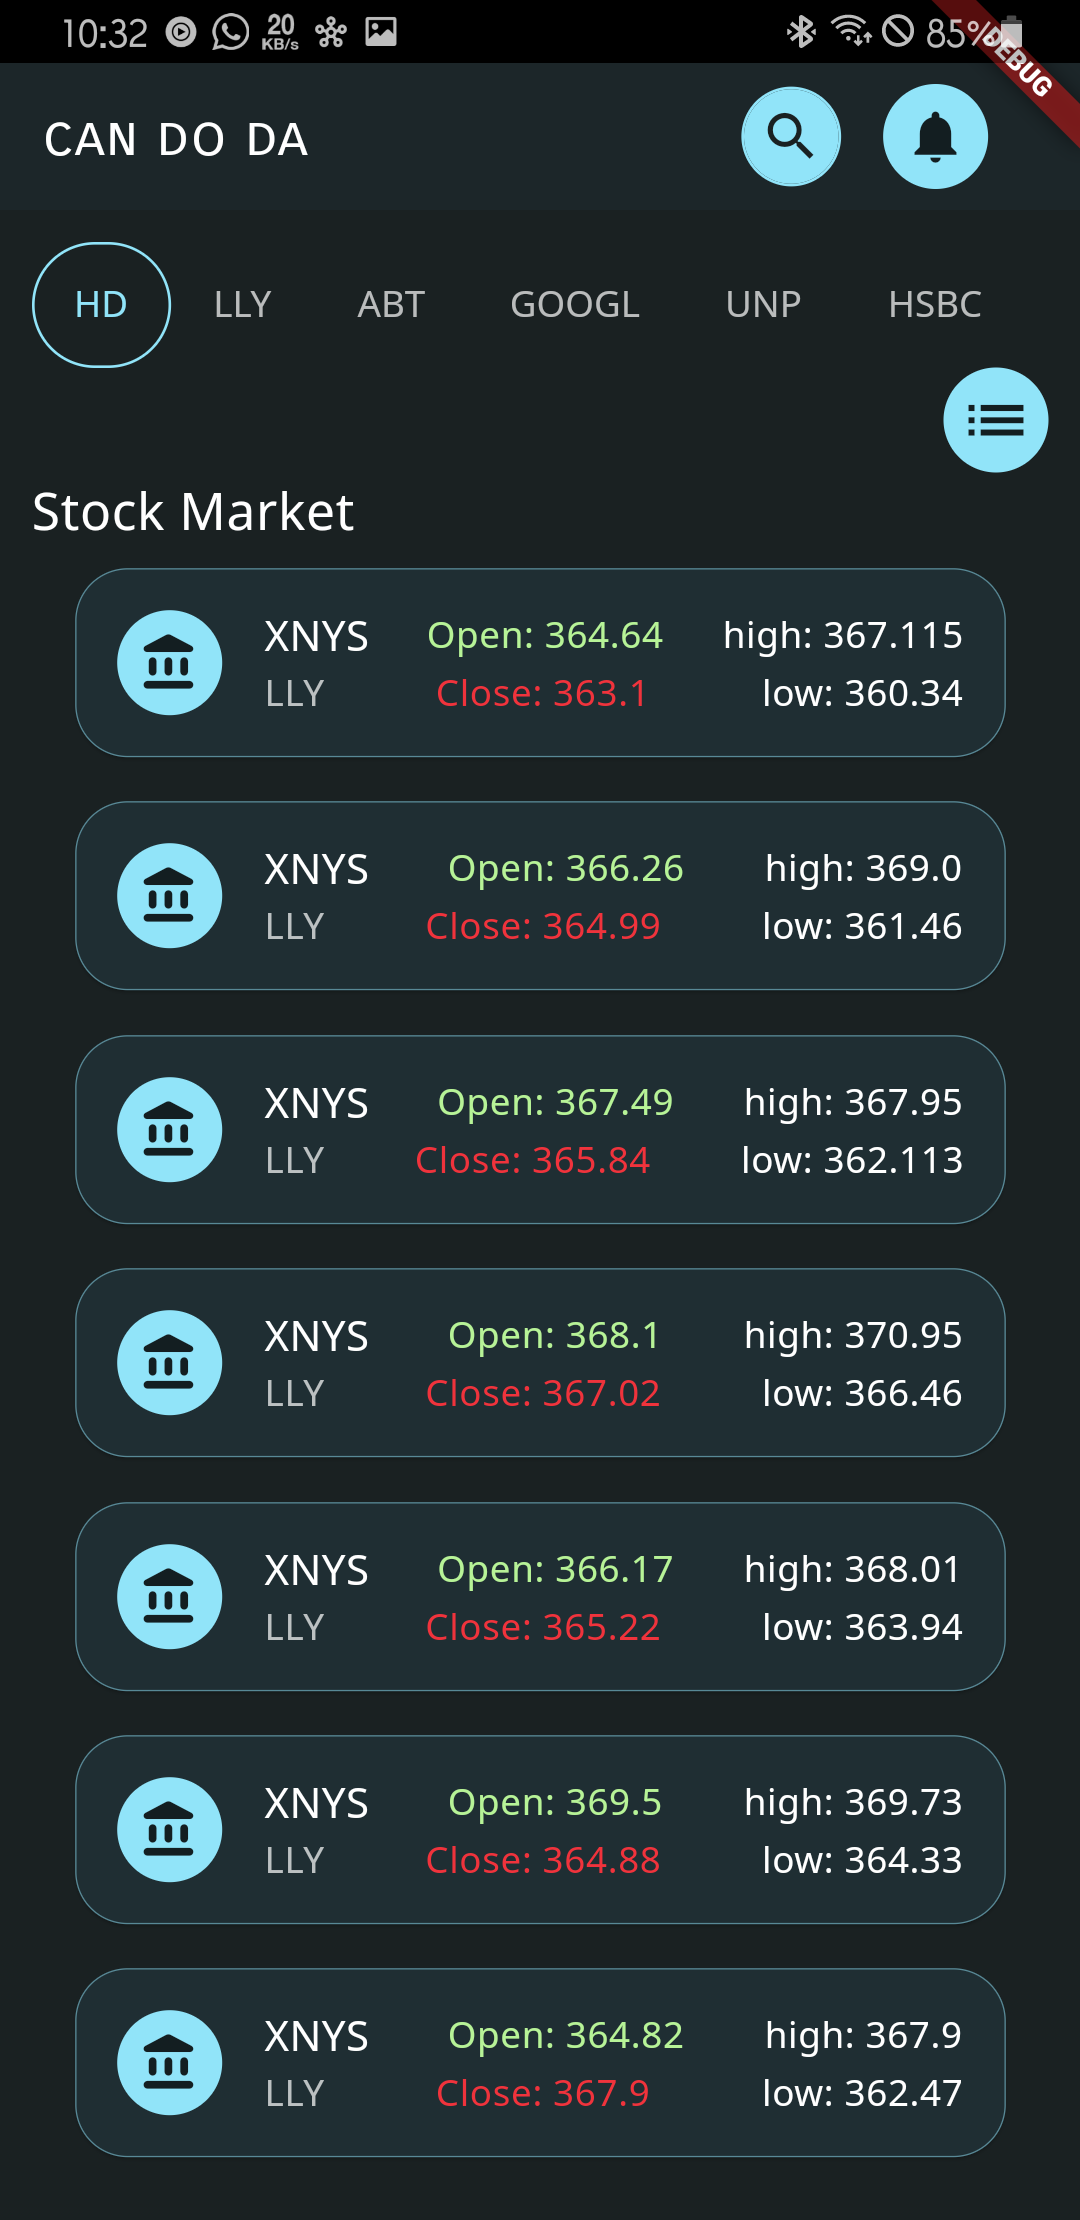 10:32 20 KB/s 85%
DEBUG
CAN DO DA
HD LLY ABT GOOGL UNP HSBC
Stock Market
XNYS Open: 364.64 high: 367.115
LLY Close: 363.1 low: 360.34
XNYS Open: 366.26 high: 369.0
LLY Close: 364.99 low: 361.46
XNYS Open: 367.49 high: 367.95
LLY Close: 365.84 low: 362.113
XNYS Open: 368.1 high: 370.95
LLY Close: 367.02 low: 366.46
XNYS Open: 366.17 high: 368.01
LLY Close: 365.22 low: 363.94
XNYS Open: 369.5 high: 369.73
LLY Close: 364.88 low: 364.33
XNYS Open: 364.82 high: 367.9
LLY Close: 367.9 low: 362.47